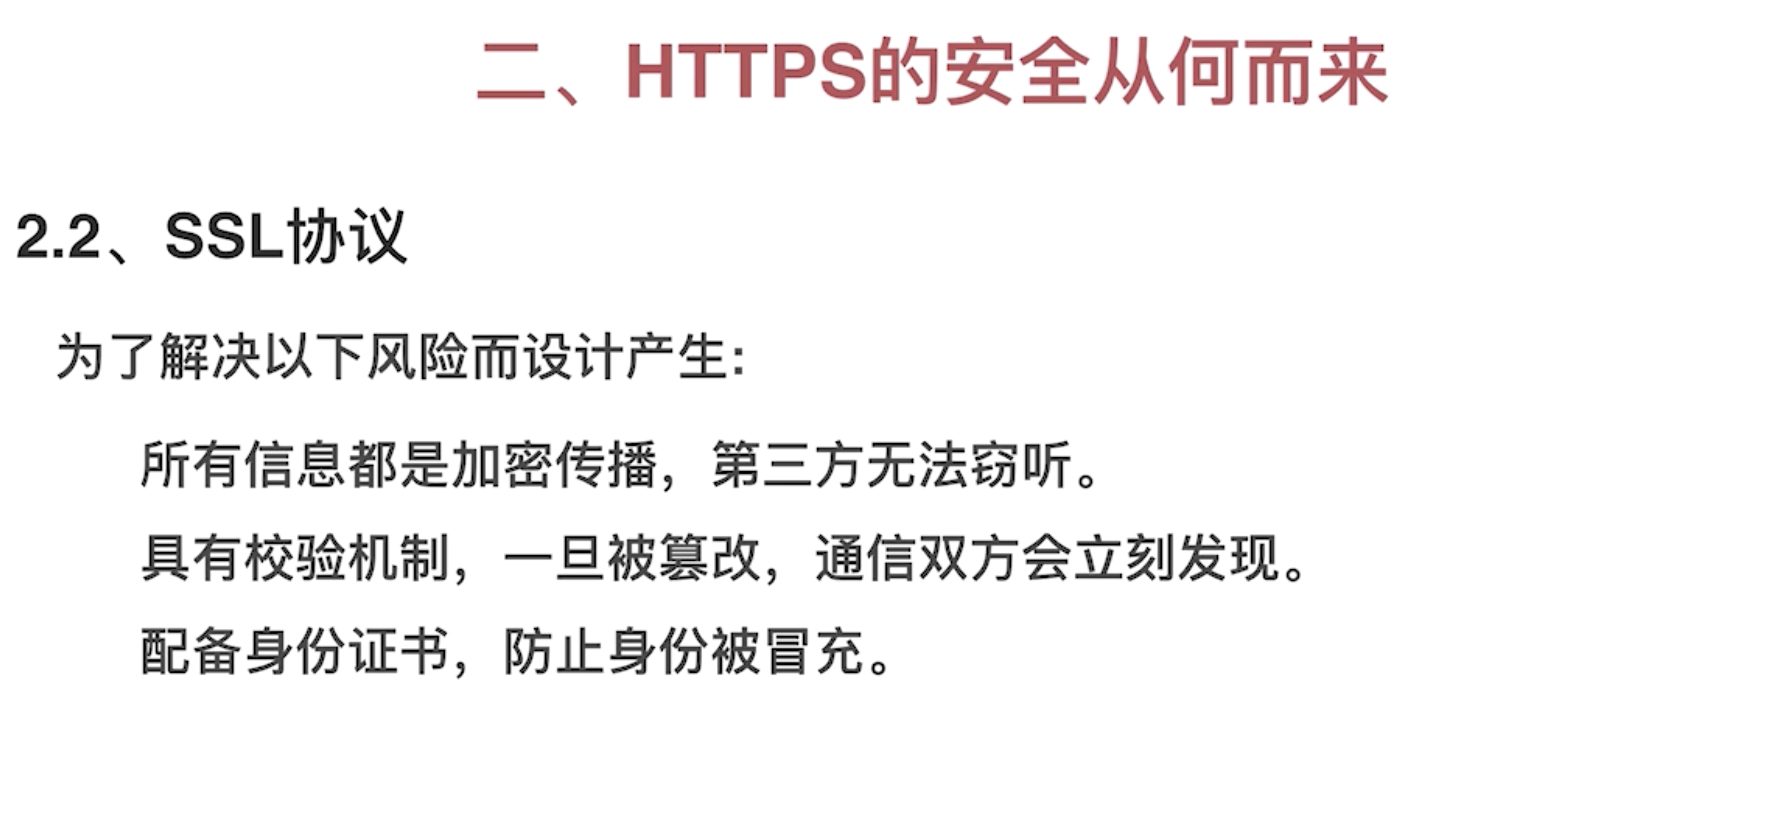 二、HTTPS的安全从何而来
2.2、SSL协议
为了解决以下风险而设计产生:
所有信息都是加密传播，第三方无法窃听。
具有校验机制，一旦被篡改，通信双方会立刻发现。
配备身份证书，防止身份被冒充。